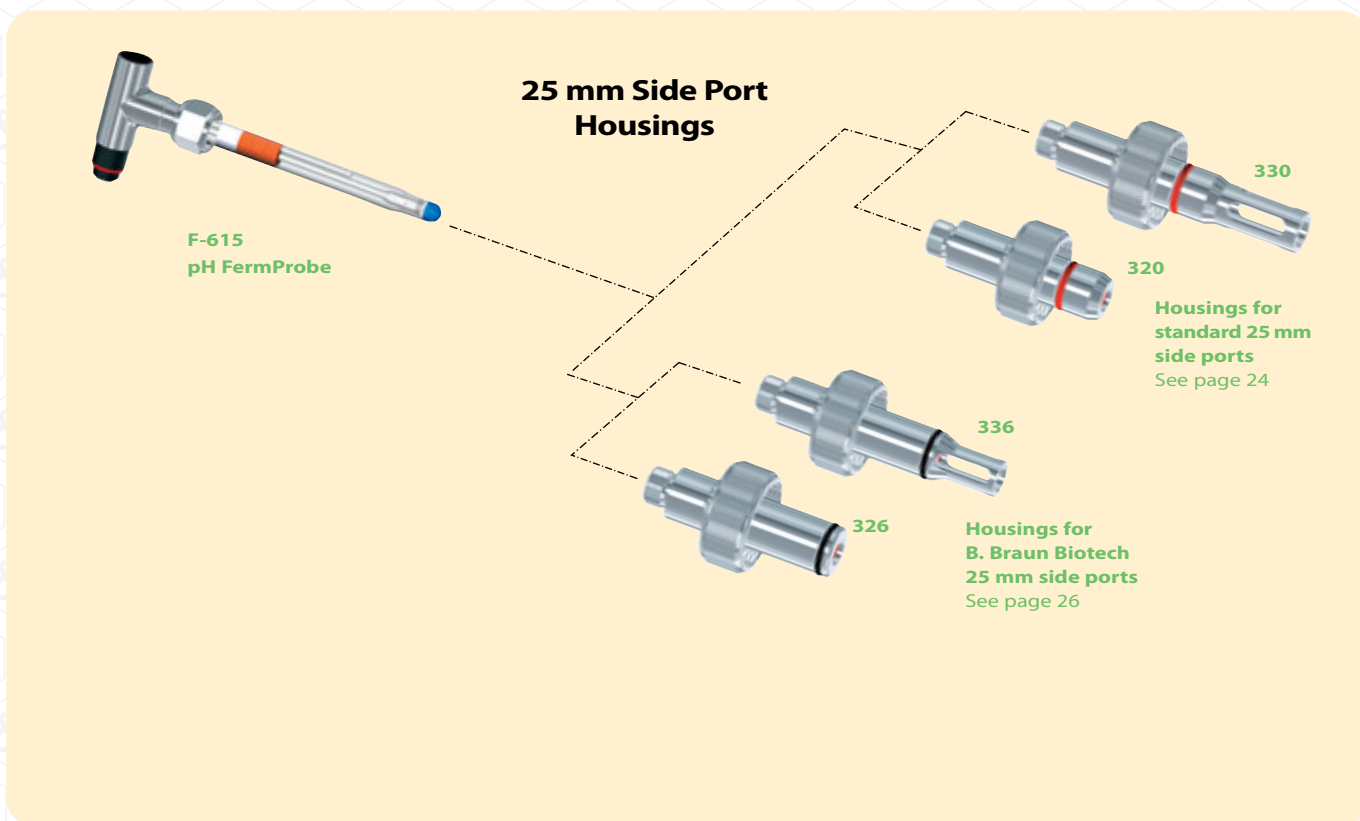 25 mm Side Port
Housings
F-615
pH FermProbe
330
320
Housings for
standard 25 mm
side ports
See page 24
336
326
Housings for
B. Braun Biotech
25 mm side ports
See page 26